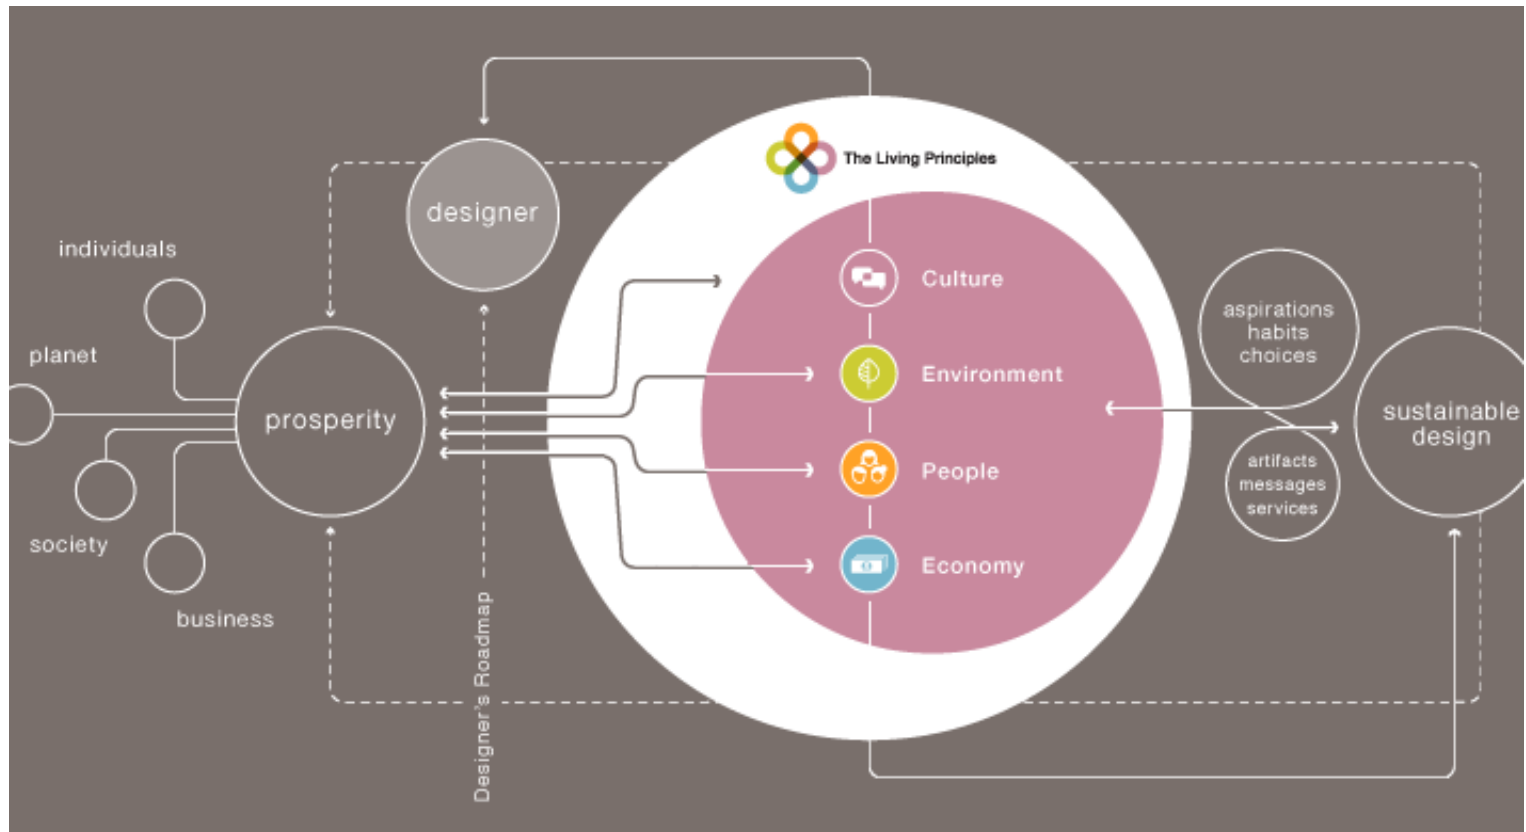 The Living Principles
designer
individuals
planet
prosperity
society
business
Designer's Roadmap
Culture
Environment
People
Economy
aspirations
habits
choices
artifacts
messages
services
sustainable
design